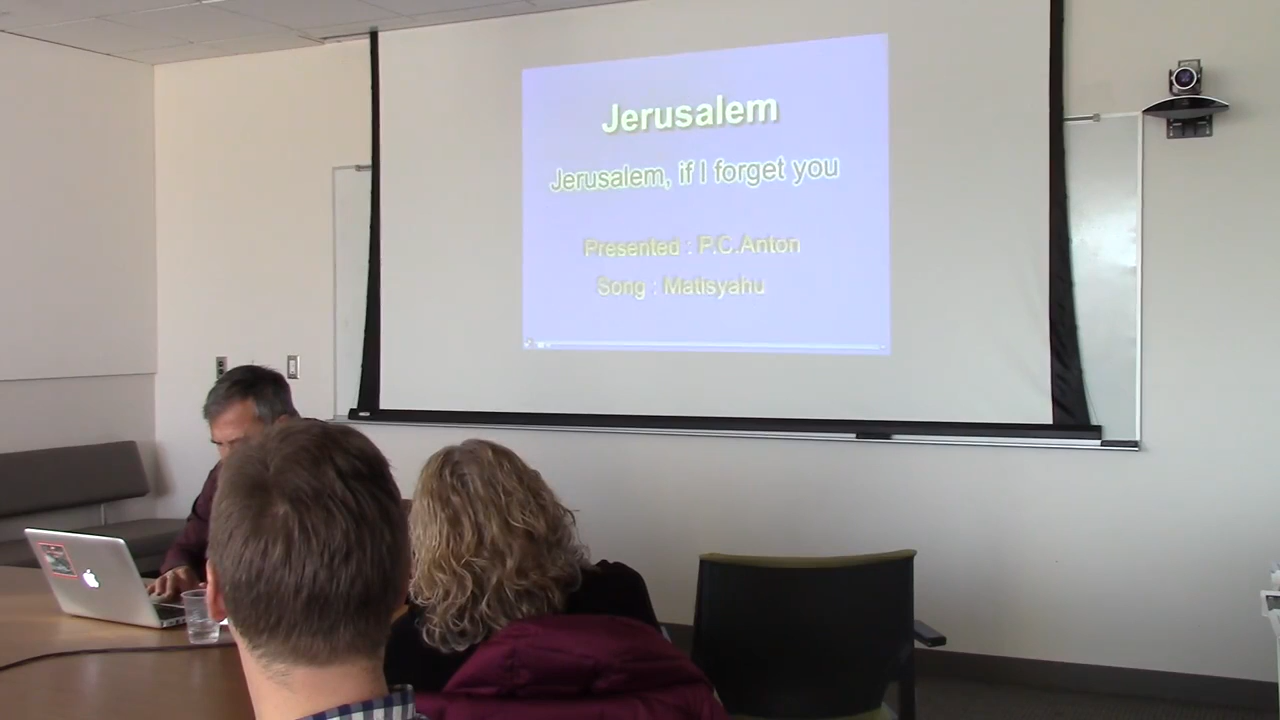 Jerusalem
Jerusalem, if I forget you
Presented : P.C.Anton
Song : Matisyahu